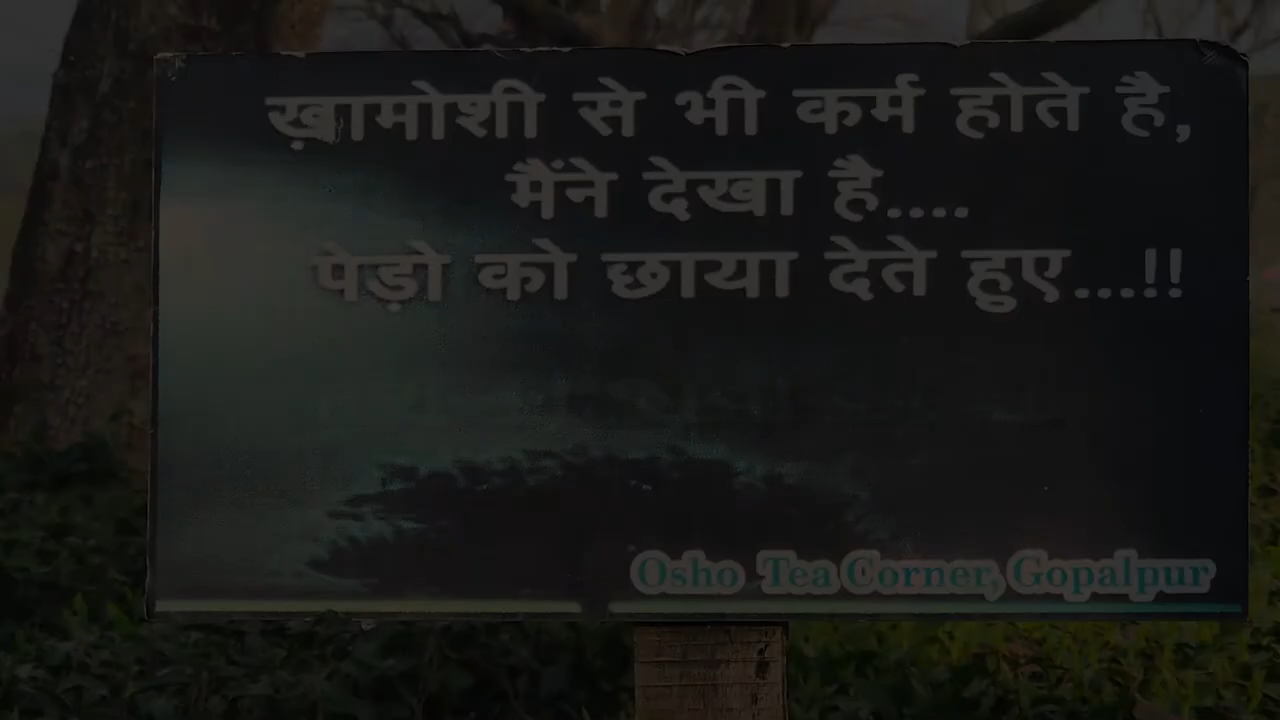 ख़ामोशी से भी कर्म होते है,
मैंने देखा है....
पेड़ो को छाया देते हुए...!!
Osho Tea Corner, Gopalpur